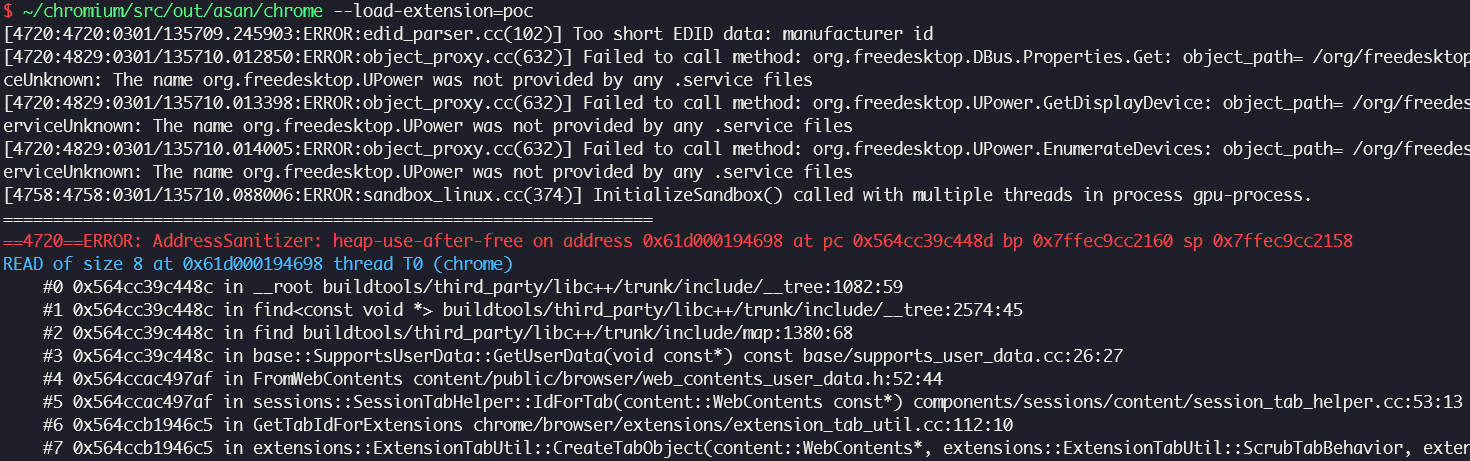 $ ~/chromium/src/out/asan/chrome --load-extension=poc
[4720:4720:0301/135709.245903:ERROR:edid_parser.cc(102)] Too short EDID data: manufacturer id
[4720:4829:0301/135710.012850:ERROR:object_proxy.cc(632)] Failed to call method: org.freedesktop.DBus.Properties.Get: object_path= /org/freedesktop
ceUnknown: The name org.freedesktop.UPower was not provided by any .service files
[4720:4829:0301/135710.013398:ERROR:object_proxy.cc(632)] Failed to call method: org.freedesktop.UPower.GetDisplayDevice: object_path= /org/freedes
erviceUnknown: The name org.freedesktop.UPower was not provided by any .service files
[4720:4829:0301/135710.014005:ERROR:object_proxy.cc(632)] Failed to call method: org.freedesktop.UPower.EnumerateDevices: object_path= /org/freedes
erviceUnknown: The name org.freedesktop.UPower was not provided by any .service files
[4758:4758:0301/135710.088006:ERROR:sandbox_linux.cc(374)] InitializeSandbox() called with multiple threads in process gpu-process.
=================================================================
==4720==ERROR: AddressSanitizer: heap-use-after-free on address 0x61d000194698 at pc 0x564cc39c448d bp 0x7ffec9cc2160 sp 0x7ffec9cc2158
READ of size 8 at 0x61d000194698 thread T0 (chrome)
#0 0x564cc39c448c in __root buildtools/third_party/libc++/trunk/include/__tree:1082:59
#1 0x564cc39c448c in find<const void *> buildtools/third_party/libc++/trunk/include/__tree:2574:45
#2 0x564cc39c448c in find buildtools/third_party/libc++/trunk/include/map:1380:68
#3 0x564cc39c448c in base::SupportsUserData::GetUserData(void const*) const base/supports_user_data.cc:26:27
#4 0x564ccac497af in FromWebContents content/public/browser/web_contents_user_data.h:52:44
#5 0x564ccac497af in sessions::SessionTabHelper::IdForTab(content::WebContents const*) components/sessions/content/session_tab_helper.cc:53:13
#6 0x564ccb1946c5 in GetTabIdForExtensions chrome/browser/extensions/extension_tab_util.cc:112:10
#7 0x564ccb1946c5 in extensions::ExtensionTabUtil::CreateTabObject(content::WebContents*, extensions::ExtensionTabUtil::ScrubTabBehavior, exten